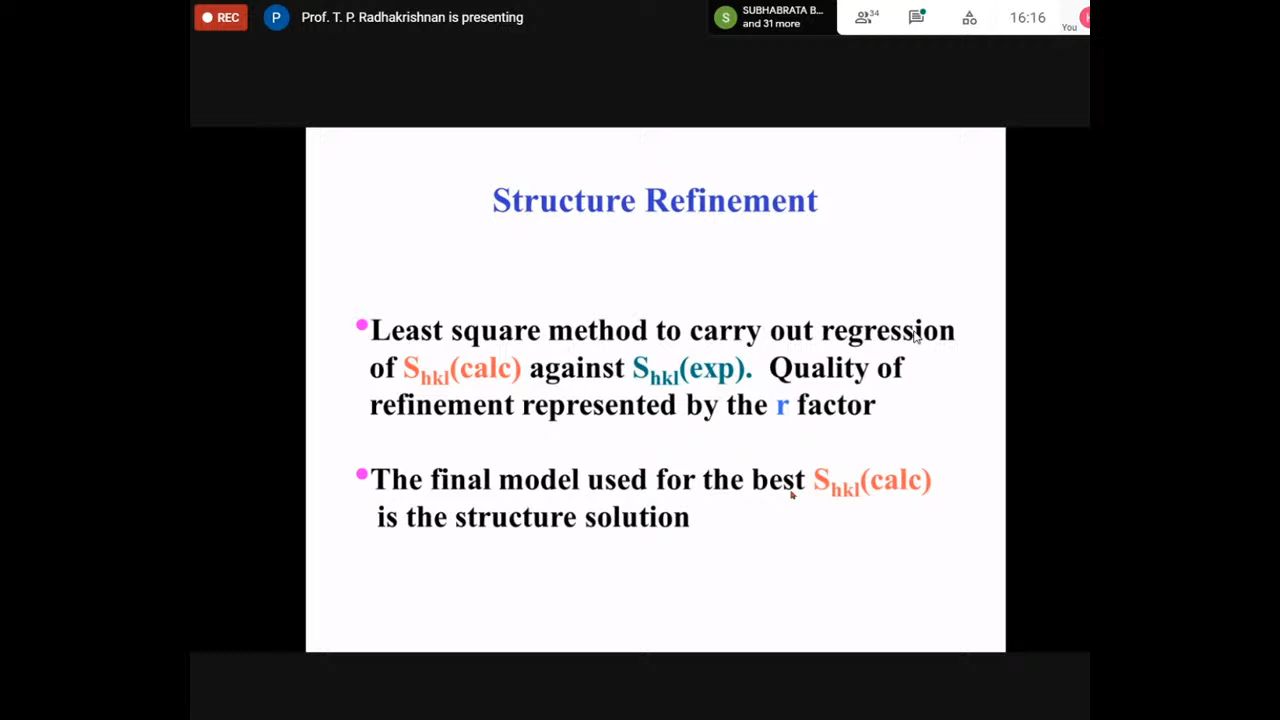 REC
P
Prof. T. P. Radhakrishnan is presenting
S
SUBHABRATA B...
and 31 more
34
16:16
You
Structure Refinement
•Least square method to carry out regression
of Shkl(calc) against Shkl(exp). Quality of
refinement represented by the r factor
•The final model used for the best Shkl(calc)
is the structure solution